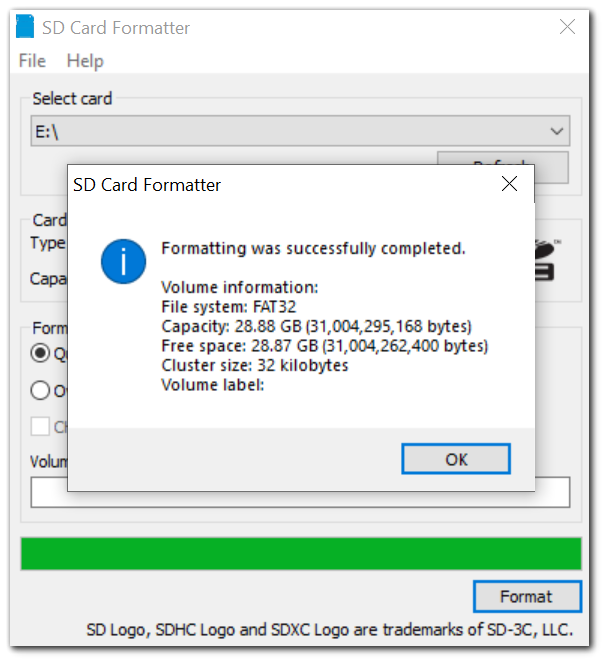 SD Card Formatter
File Help
Select card
E:\
SD Card Formatter
Card
Type
Formatting was successfully completed.
Capa
Volume information:
File system: FAT32
Capacity: 28.88 GB (31,004,295,168 bytes)
Free space: 28.87 GB (31,004,262,400 bytes)
Cluster size: 32 kilobytes
Volume label:
Form
Volum
OK
Format
SD Logo, SDHC Logo and SDXC Logo are trademarks of SD-3C, LLC.